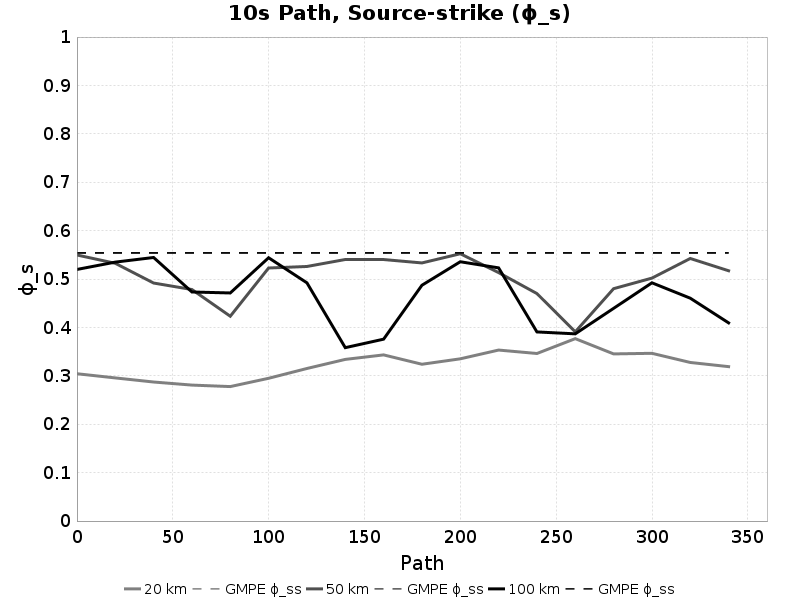 10s Path, Source-strike (ϕ_s)
1
0.9
0.8
0.7
0.6
0.5
0.4
0.3
0.2
0.1
0
ϕ_s
0 50 100 150 200 250 300 350
Path
20 km GMPE ϕ_ss 50 km GMPE ϕ_ss 100 km GMPE ϕ_ss